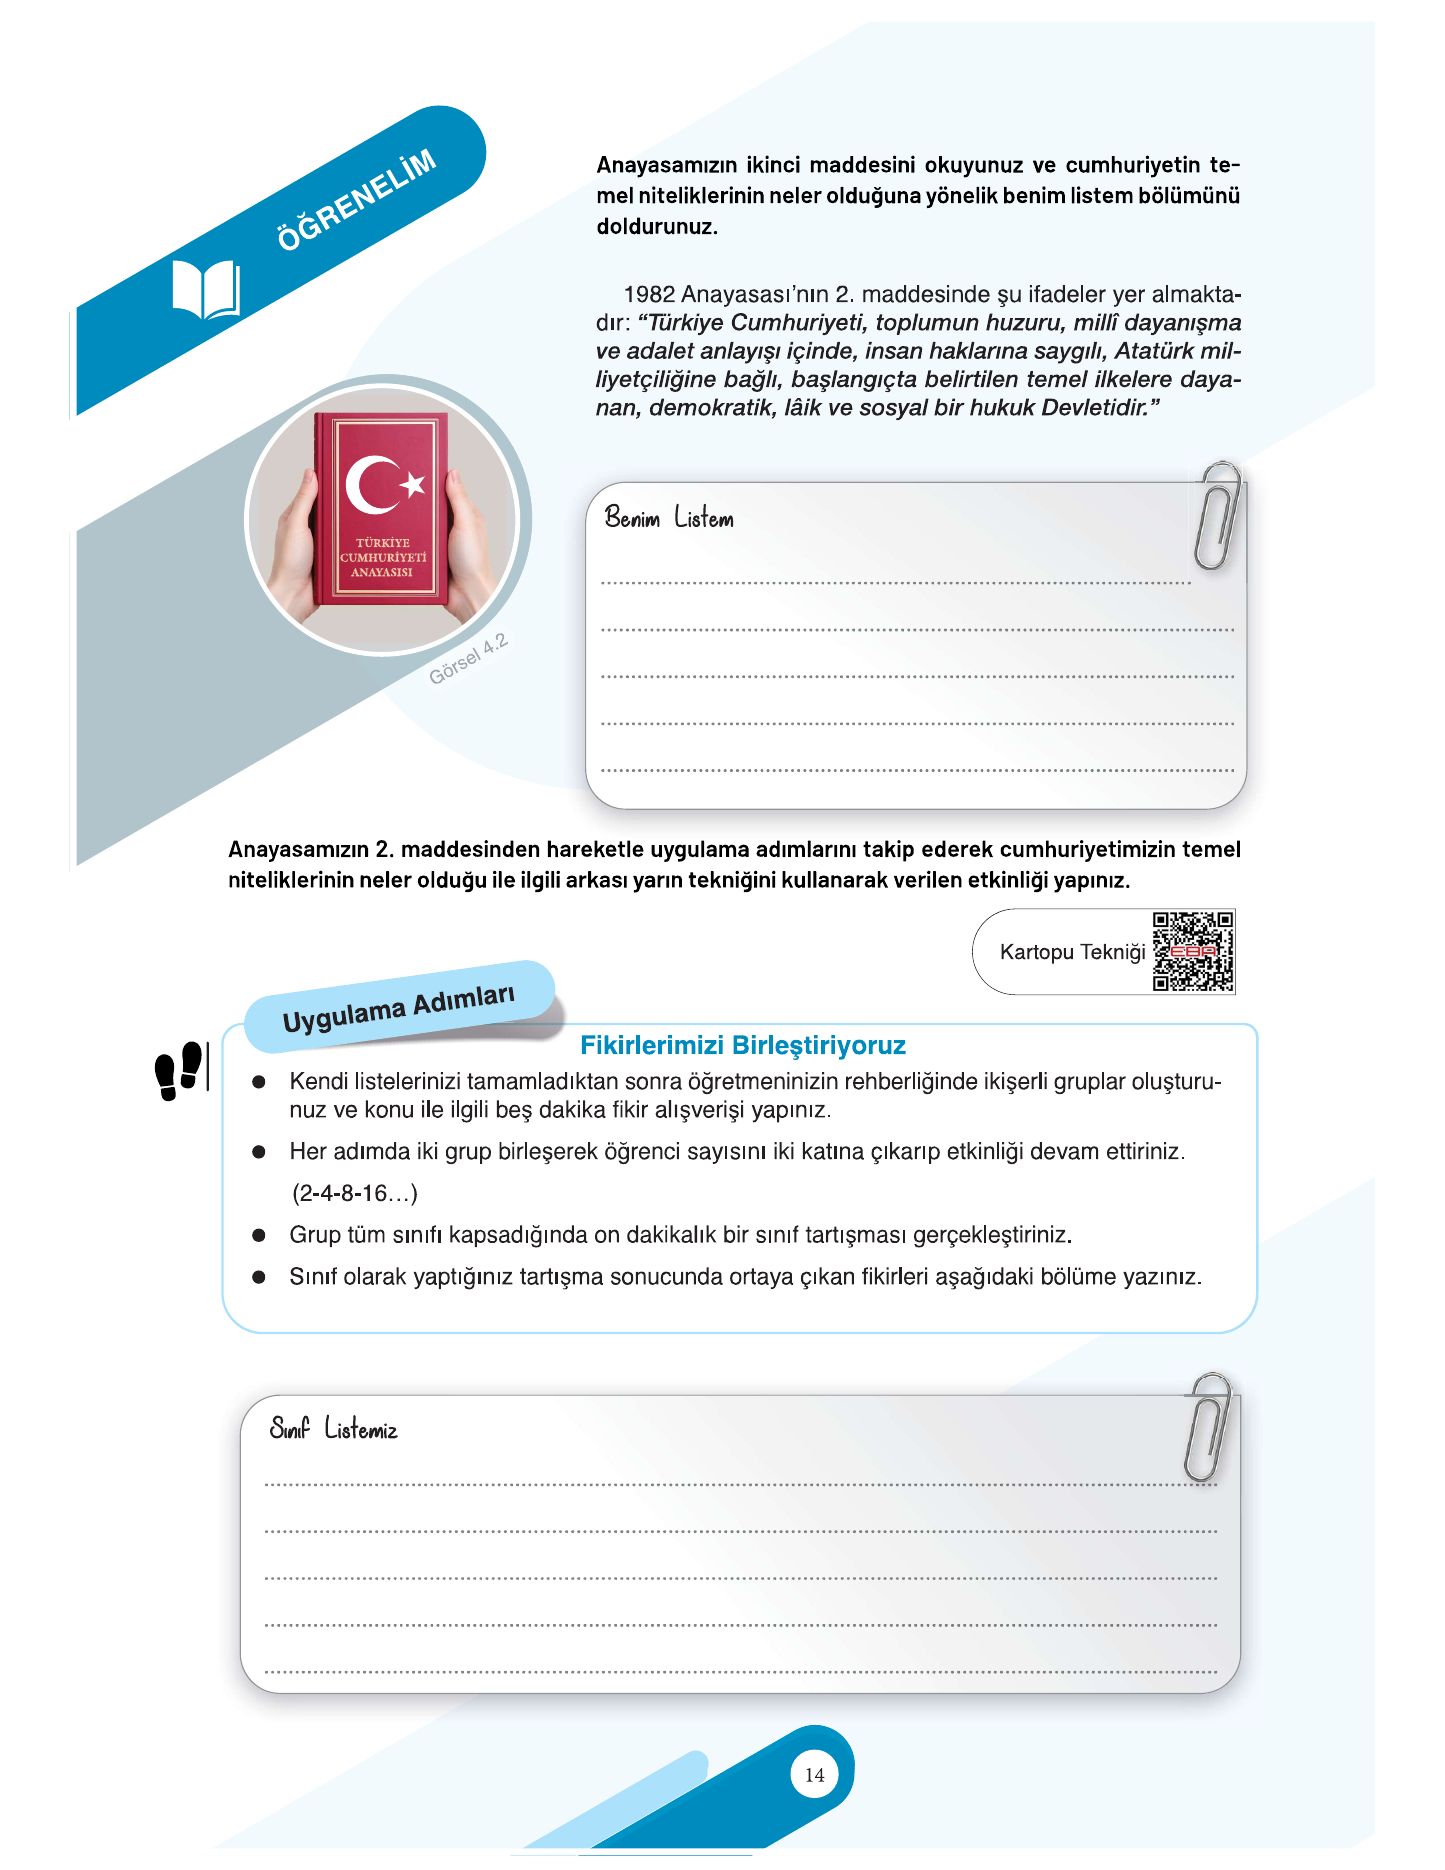 ÖĞRENELİM
Anayasamızın ikinci maddesini okuyunuz ve cumhuriyetin te-
mel niteliklerinin neler olduğuna yönelik benim listem bölümünü
doldurunuz.
1982 Anayasası’nın 2. maddesinde şu ifadeler yer almakta-
dır: “Türkiye Cumhuriyeti, toplumun huzuru, millî dayanışma
ve adalet anlayışı içinde, insan haklarına saygılı, Atatürk mil-
liyetçiliğine bağlı, başlangıçta belirtilen temel ilkelere daya-
nan, demokratik, lâik ve sosyal bir hukuk Devletidir.”
TÜRKİYE
CUMHURİYETİ
ANAYASISI
Görsel 4.2
Benim Listem
Anayasamızın 2. maddesinden hareketle uygulama adımlarını takip ederek cumhuriyetimizin temel
niteliklerinin neler olduğu ile ilgili arkası yarın tekniğini kullanarak verilen etkinliği yapınız.
Kartopu Tekniği
EBA
Uygulama Adımları
Fikirlerimizi Birleştiriyoruz
● Kendi listelerinizi tamamladıktan sonra öğretmeninizin rehberliğinde ikişerli gruplar oluşturu-
nuz ve konu ile ilgili beş dakika fikir alışverişi yapınız.
● Her adımda iki grup birleşerek öğrenci sayısını iki katına çıkarıp etkinliği devam ettiriniz.
(2-4-8-16…)
● Grup tüm sınıfı kapsadığında on dakikalık bir sınıf tartışması gerçekleştiriniz.
● Sınıf olarak yaptığınız tartışma sonucunda ortaya çıkan fikirleri aşağıdaki bölüme yazınız.
Sınıf Listemiz
14